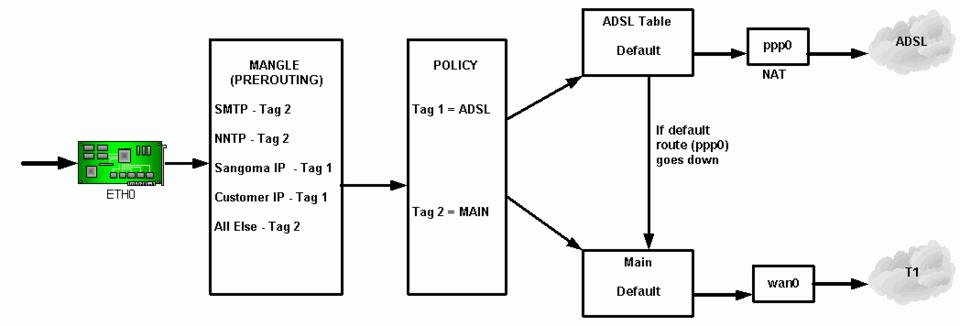 ETH0
MANGLE
(PREROUTING)
SMTP - Tag 2
NNTP - Tag 2
Sangoma IP - Tag 1
Customer IP - Tag 1
All Else - Tag 2
POLICY
Tag 1 = ADSL
Tag 2 = MAIN
ADSL Table
Default
If default
route (ppp0)
goes down
Main
Default
ppp0
NAT
ADSL
wan0
T1